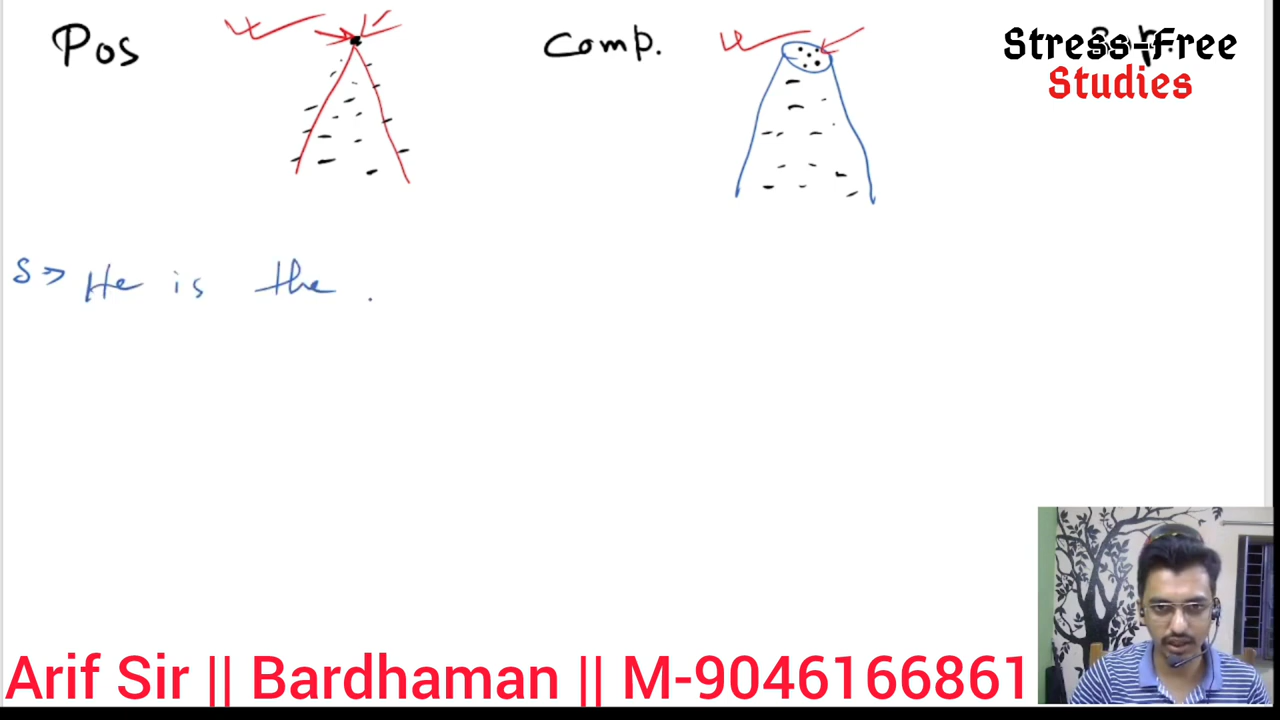 Pos
Comp.
Stress-Free
Studies
S⇒ He is the
Arif Sir || Bardhaman || M-9046166861